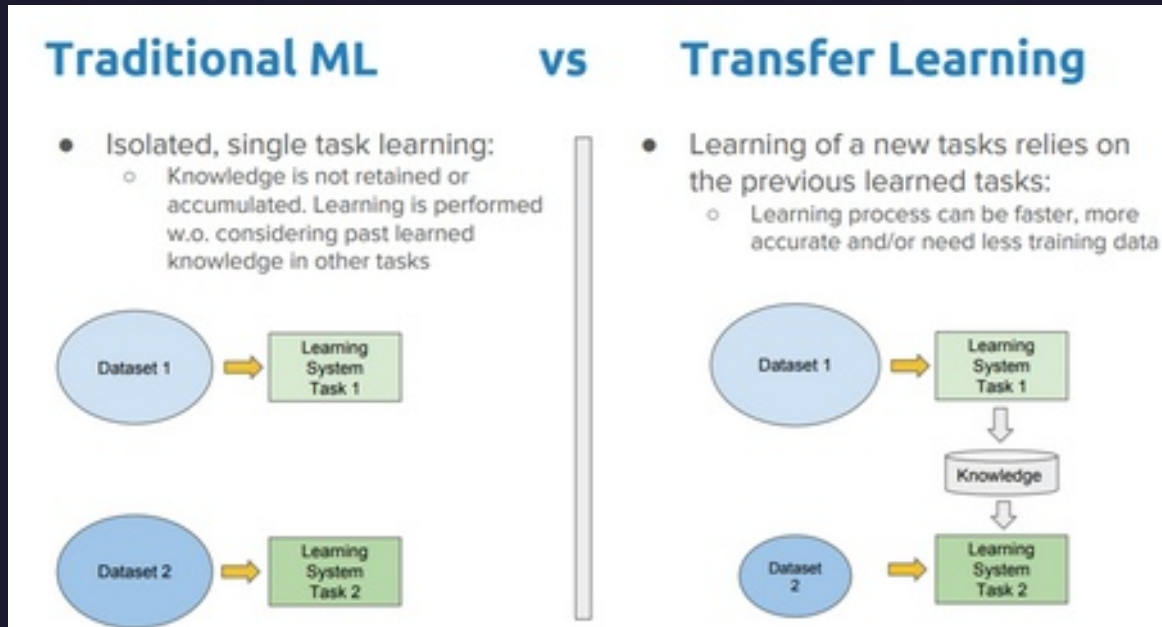 Traditional ML vs Transfer Learning
● Isolated, single task learning:
○ Knowledge is not retained or
accumulated. Learning is performed
w.o. considering past learned
knowledge in other tasks
Dataset 1
Learning
System
Task 1
Dataset 2
Learning
System
Task 2
● Learning of a new tasks relies on
the previous learned tasks:
○ Learning process can be faster, more
accurate and/or need less training data
Dataset 1
Learning
System
Task 1
Knowledge
Dataset
2
Learning
System
Task 2